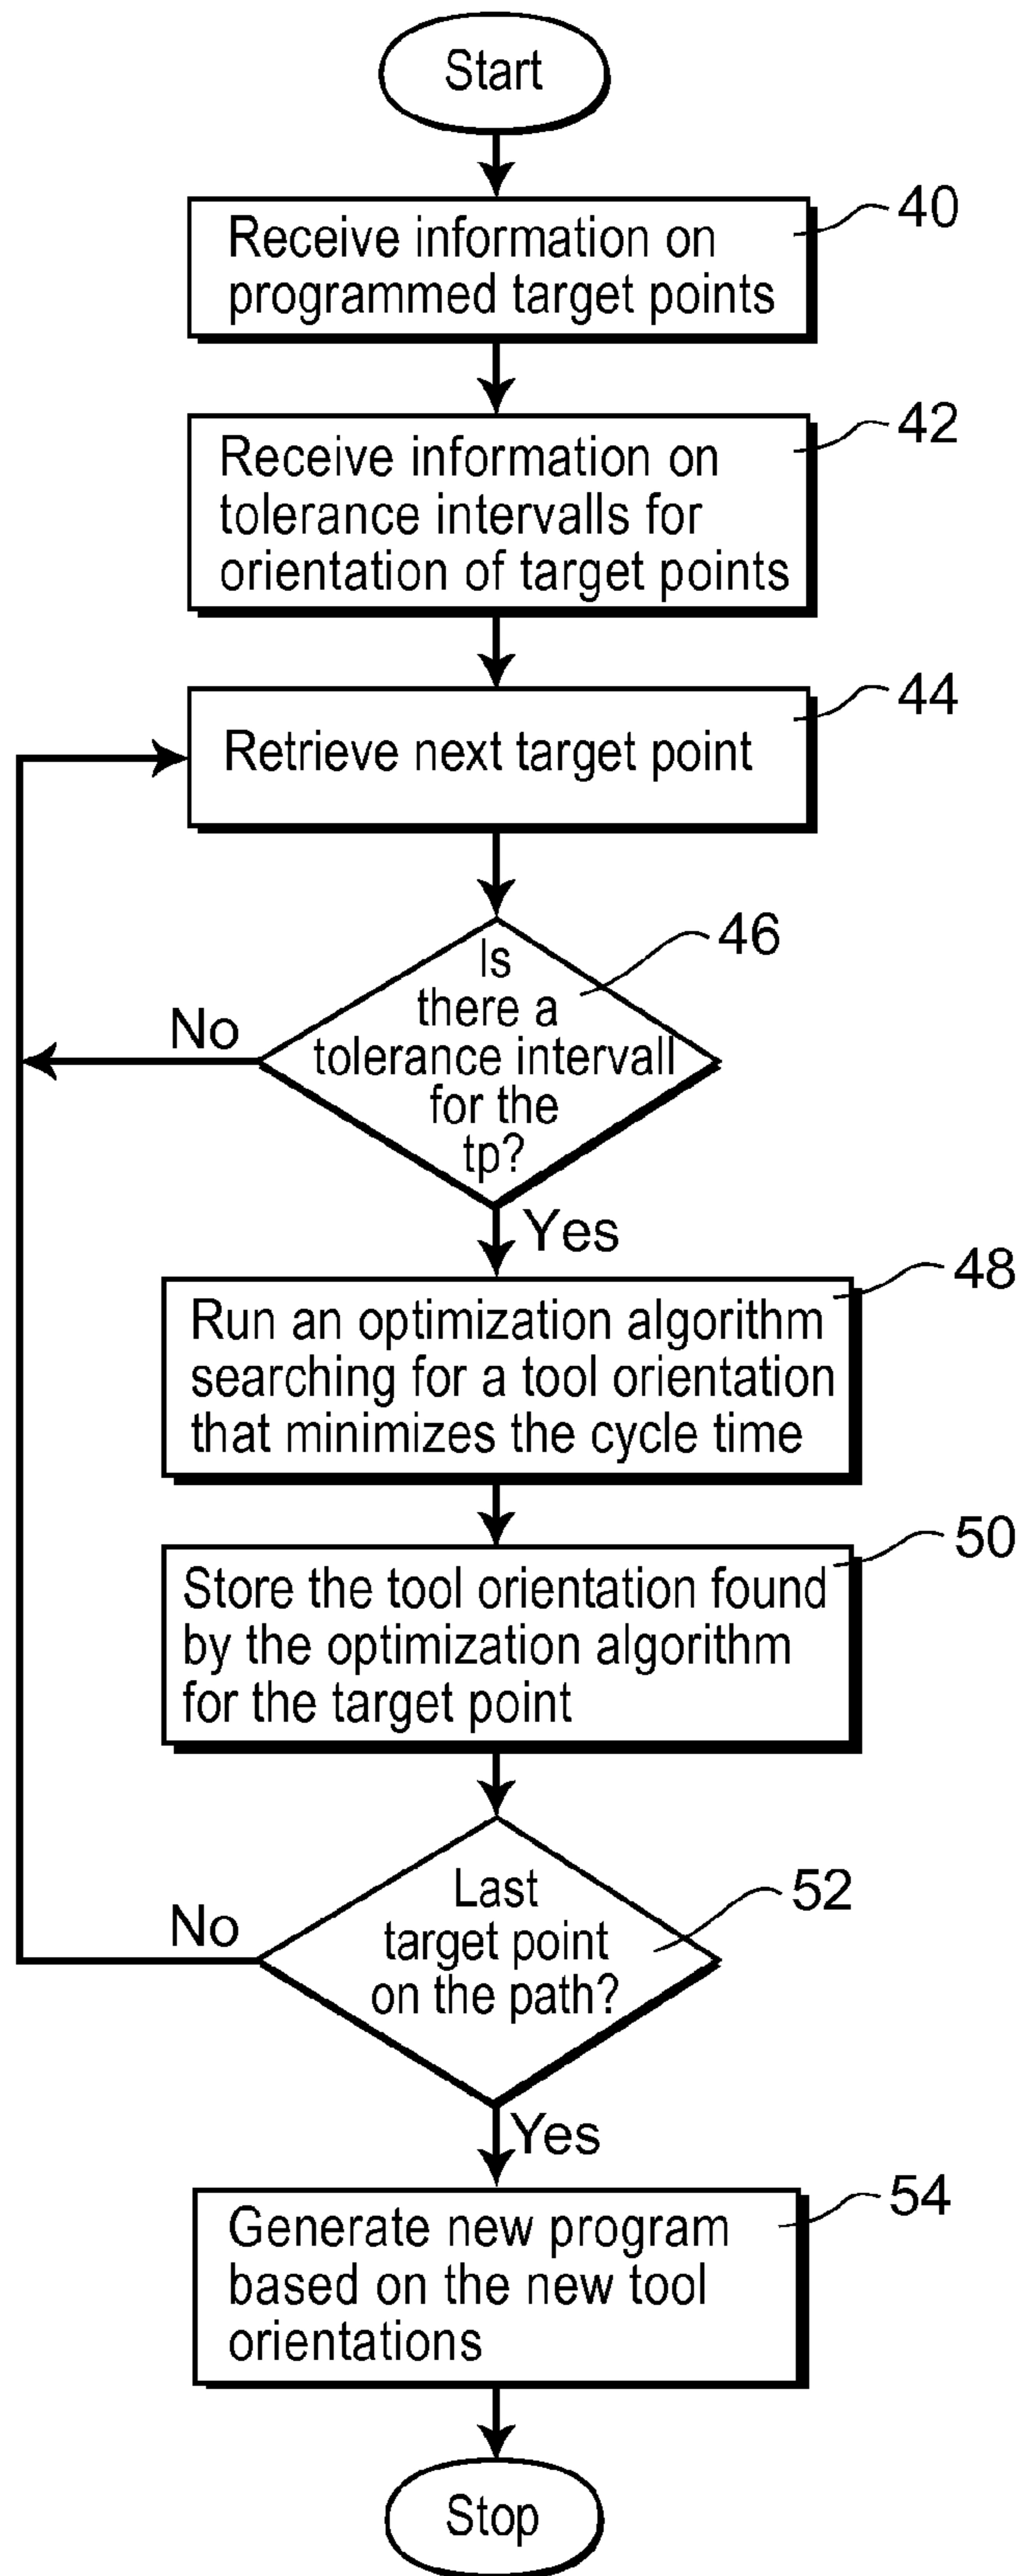 Start
40
Receive information on
programmed target points
42
Receive information on
tolerance intervalls for
orientation of target points
44
Retrieve next target point
46
Is
there a
tolerance intervall
for the
tp?
No
Yes
48
Run an optimization algorithm
searching for a tool orientation
that minimizes the cycle time
50
Store the tool orientation found
by the optimization algorithm
for the target point
52
Last
target point
on the path?
No
Yes
54
Generate new program
based on the new tool
orientations
Stop